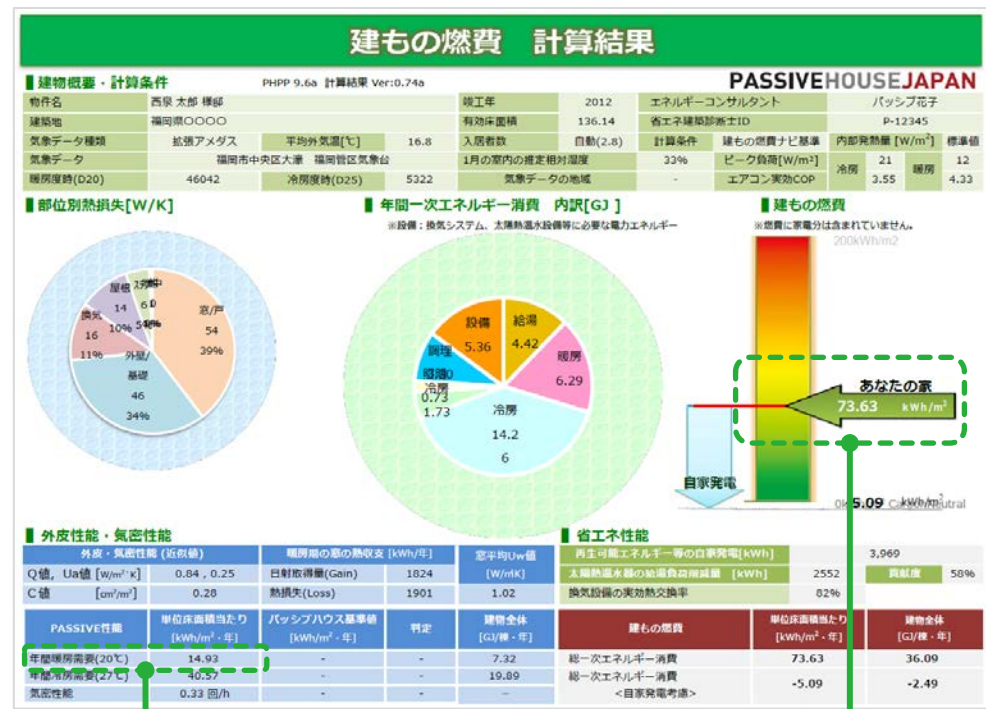 建もの燃費 計算結果
建物概要・計算条件 PHPP 9.6a 計算結果 Ver:0.74a PASSIVEHOUSEJAPAN
物件名 西泉 太郎 様邸 竣工年 2012 エネルギーコンサルタント パッシブ花子
建築地 福岡県〇〇〇〇 有効床面積 136.14 省エネ建築診断士ID P-12345
気象データ種類 拡張アメダス 平均外気温[℃] 16.8 入居者数 自動(2.8) 計算条件 建もの燃費ナビ基準 内部発熱量 [W/m²] 標準値
気象データ 福岡市中央区大濠 福岡管区気象台 1月の室内の推定相対湿度 33% ピーク負荷[W/m²] 冷房 21 暖房 12
暖房度時(D20) 46042 冷房度時(D25) 5322 気象データの地域 - エアコン実効COP 3.55 4.33
部位別熱損失[W/K]
窓/戸
54
39%
外壁/
基礎
46
34%
換気
16
11%
屋根
14
10%
年間一次エネルギー消費 内訳[GJ ]
※設備：換気システム、太陽熱温水設備等に必要な電力エネルギー
給湯
4.42
暖房
6.29
冷房
14.2
6
冷房
0.73
1.73
調理
設備
5.36
建もの燃費
※燃費に家電分は含まれていません。
200kWh/m2
あなたの家
73.63 kWh/m²
自家発電
5.09
外皮性能・気密性能
外皮・気密性能 (近似値) 暖房期の窓の熱収支 [kWh/年] 窓平均Uw値
[W/㎡K]
Q値，Ua値 [W/m²･K] 0.84 , 0.25 日射取得量(Gain) 1824 1.02
C値 [cm²/m²] 0.28 熱損失(Loss) 1901
PASSIVE性能 単位床面積当たり [kWh/m²・年] パッシブハウス基準値 [kWh/m²・年] 判定 建物全体 [GJ/棟・年]
年間暖房需要(20℃) 14.93 - - 7.32
年間冷房需要(27℃) 40.57 - - 19.89
気密性能 0.33 回/h - - –
省エネ性能
再生可能エネルギー等の自家発電[kWh] 3,969
太陽熱温水器の給湯負荷削減量 [kWh] 2552 貢献度 58%
換気設備の実効熱交換率 82%
建もの燃費 単位床面積当たり [kWh/m²・年] 建物全体 [GJ/棟・年]
総一次エネルギー消費 73.63 36.09
総一次エネルギー消費
<自家発電考慮> -5.09 -2.49